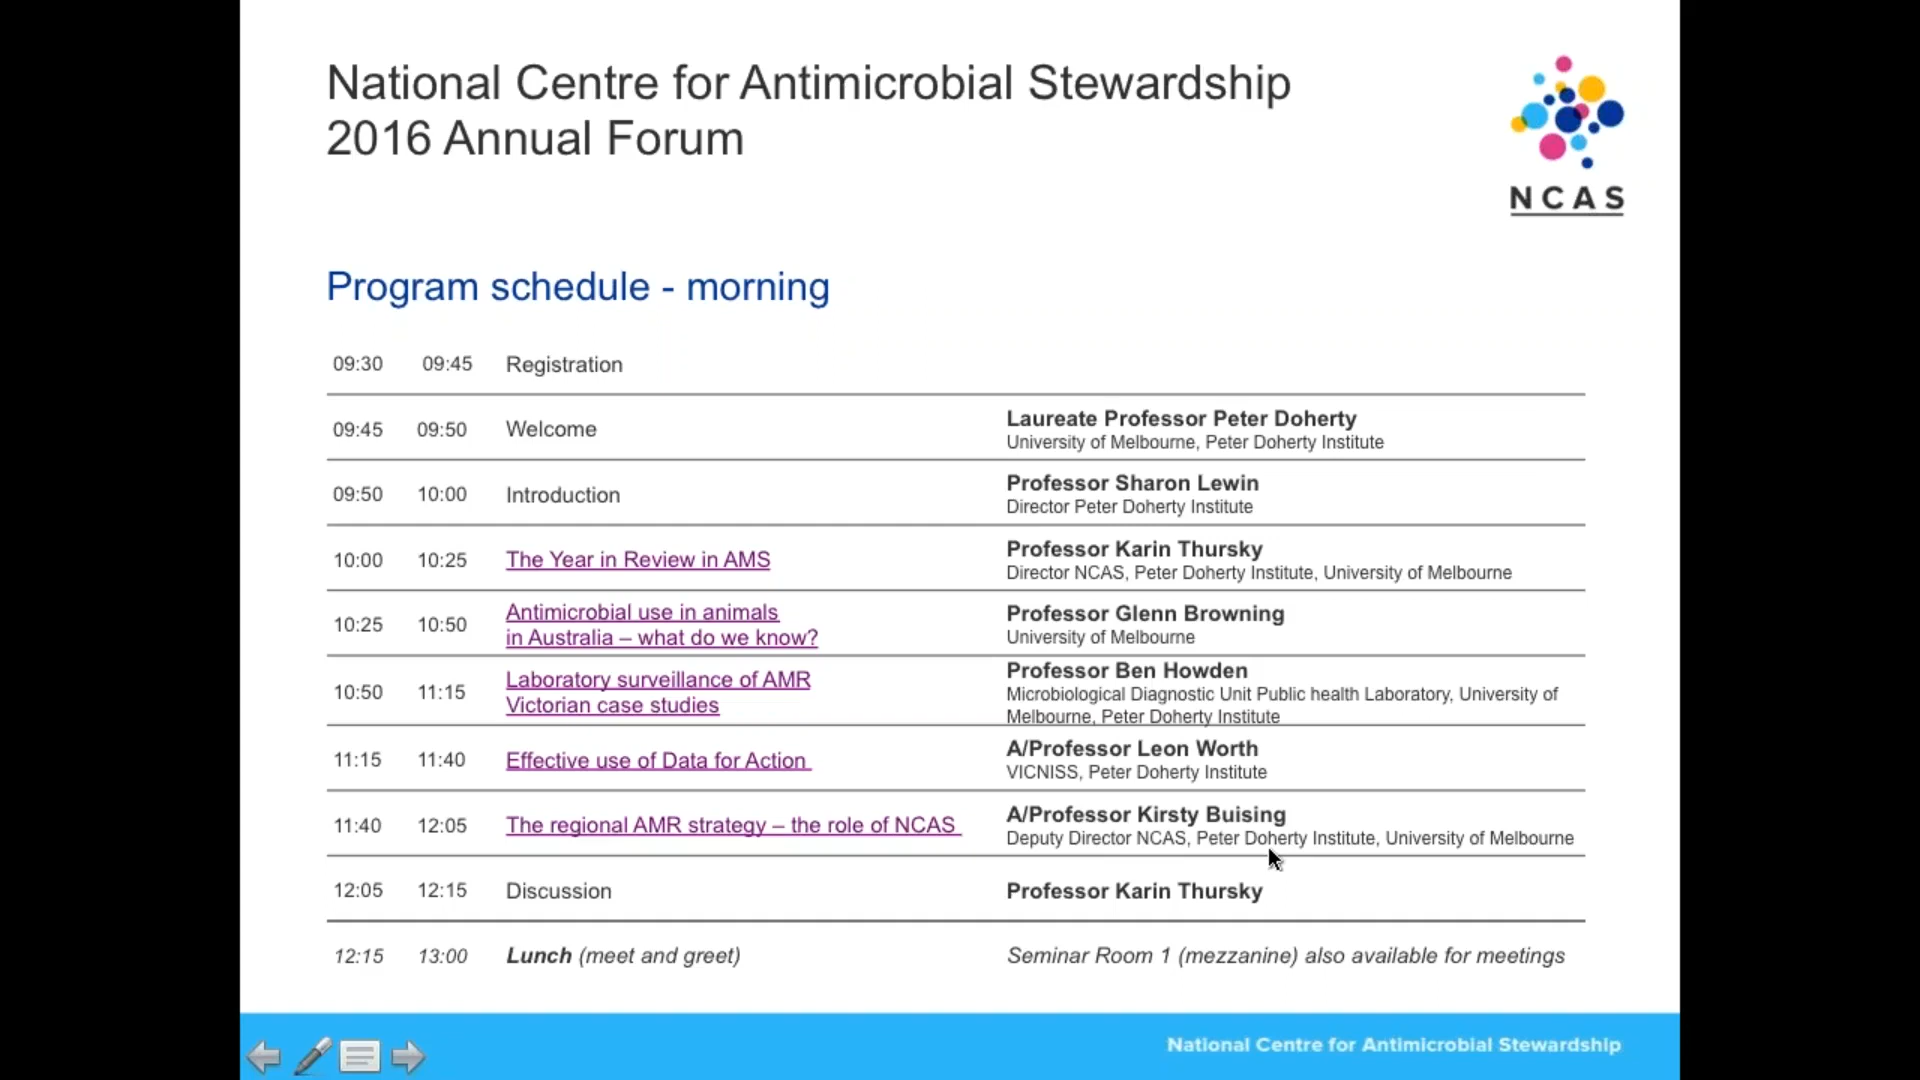 National Centre for Antimicrobial Stewardship
2016 Annual Forum
NCAS
Program schedule - morning
09:30 09:45 Registration
09:45 09:50 Welcome Laureate Professor Peter Doherty
University of Melbourne, Peter Doherty Institute
09:50 10:00 Introduction Professor Sharon Lewin
Director Peter Doherty Institute
10:00 10:25 The Year in Review in AMS Professor Karin Thursky
Director NCAS, Peter Doherty Institute, University of Melbourne
10:25 10:50 Antimicrobial use in animals
in Australia – what do we know?
Professor Glenn Browning
University of Melbourne
10:50 11:15 Laboratory surveillance of AMR
Victorian case studies
Professor Ben Howden
Microbiological Diagnostic Unit Public health Laboratory, University of
Melbourne, Peter Doherty Institute
11:15 11:40 Effective use of Data for Action A/Professor Leon Worth
VICNISS, Peter Doherty Institute
11:40 12:05 The regional AMR strategy – the role of NCAS A/Professor Kirsty Buising
Deputy Director NCAS, Peter Doherty Institute, University of Melbourne
12:05 12:15 Discussion Professor Karin Thursky
12:15 13:00 Lunch (meet and greet) Seminar Room 1 (mezzanine) also available for meetings
National Centre for Antimicrobial Stewardship